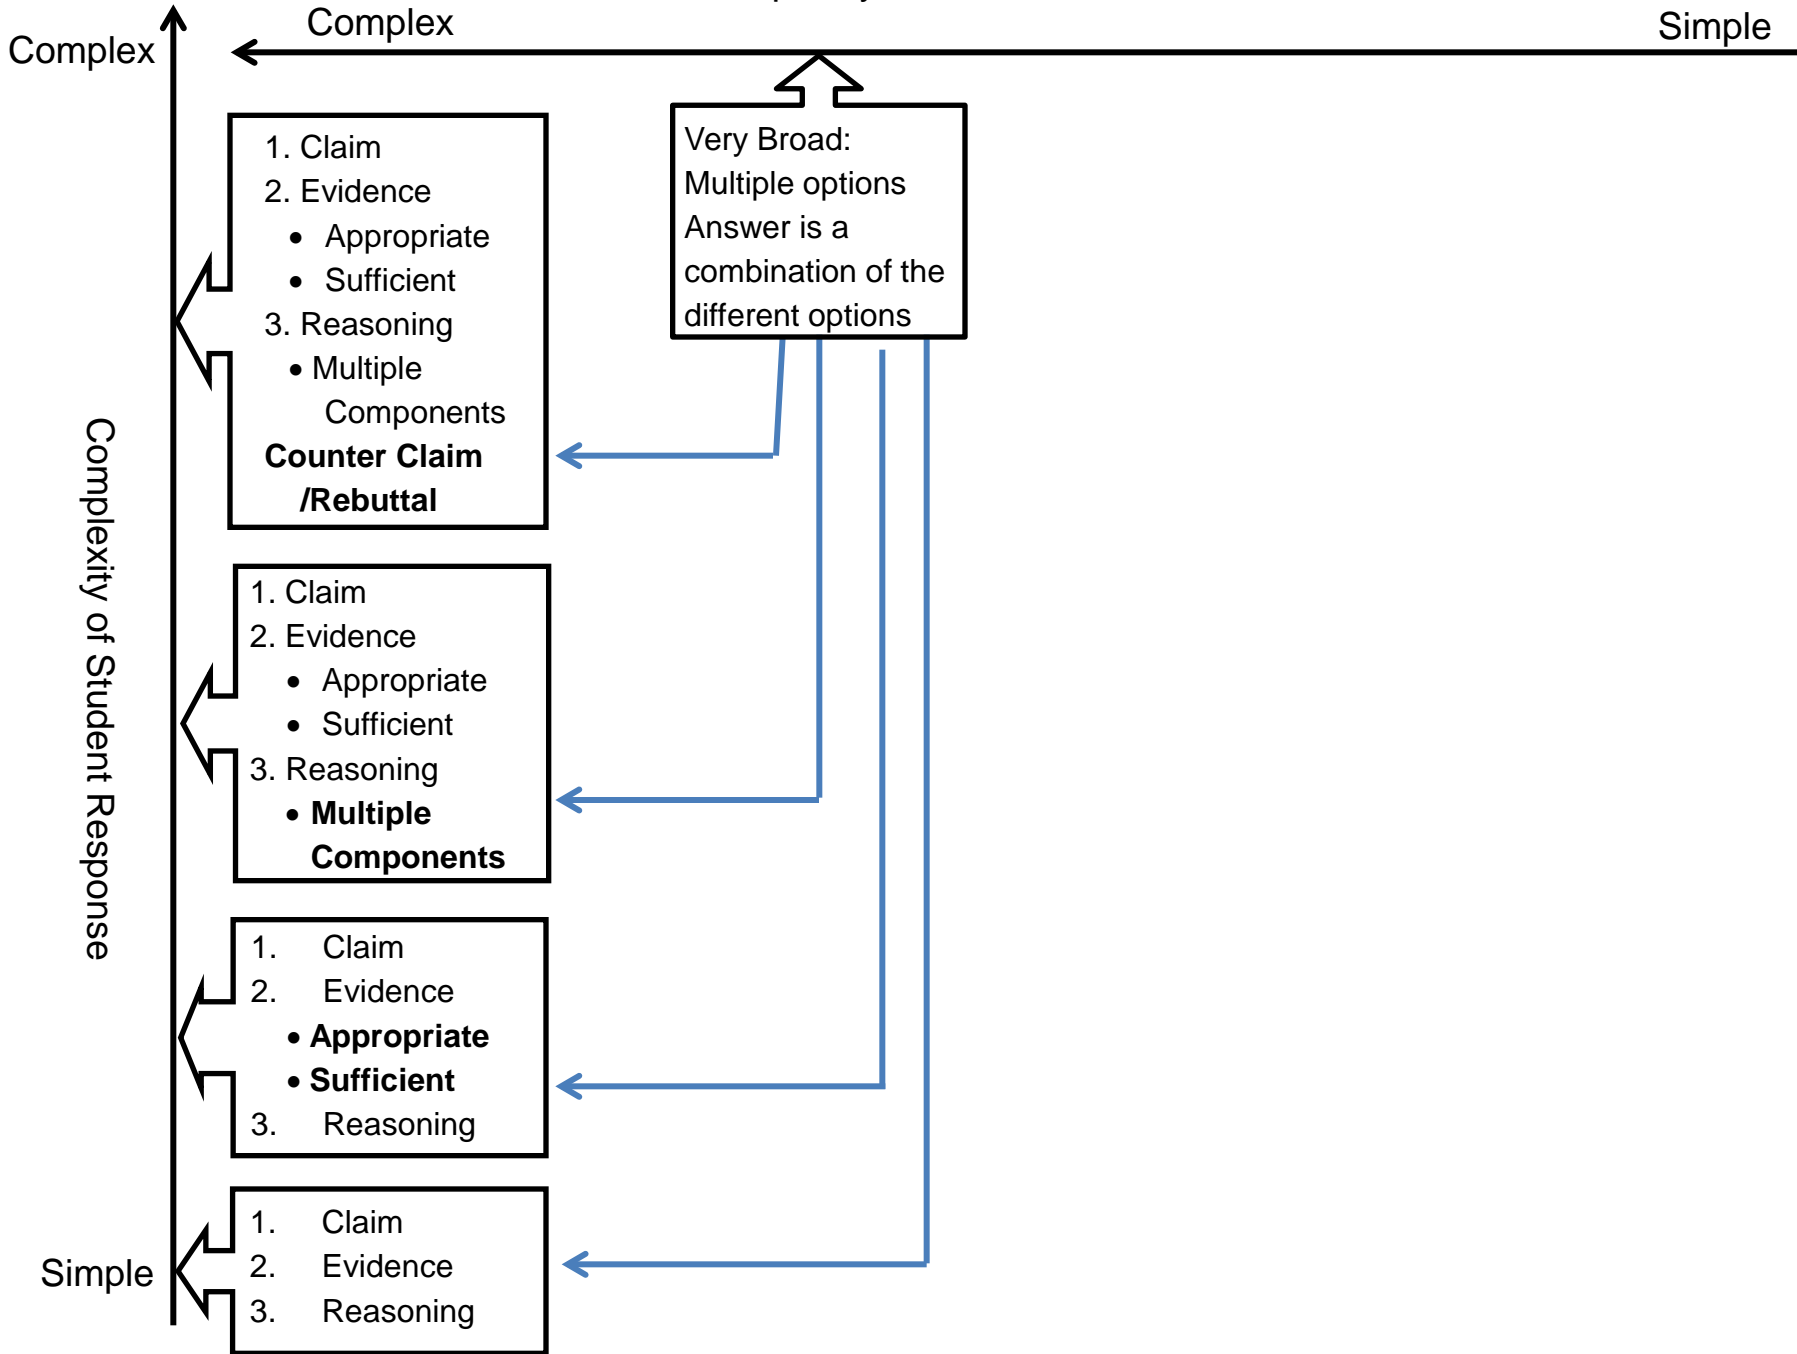 Complex
Simple
Complex
1. Claim
2. Evidence
• Appropriate
• Sufficient
3. Reasoning
• Multiple
Components
Counter Claim
/Rebuttal
Very Broad:
Multiple options
Answer is a
combination of the
different options
Complexity of Student Response
1. Claim
2. Evidence
• Appropriate
• Sufficient
3. Reasoning
• Multiple
Components
1. Claim
2. Evidence
• Appropriate
• Sufficient
3. Reasoning
Simple
1. Claim
2. Evidence
3. Reasoning